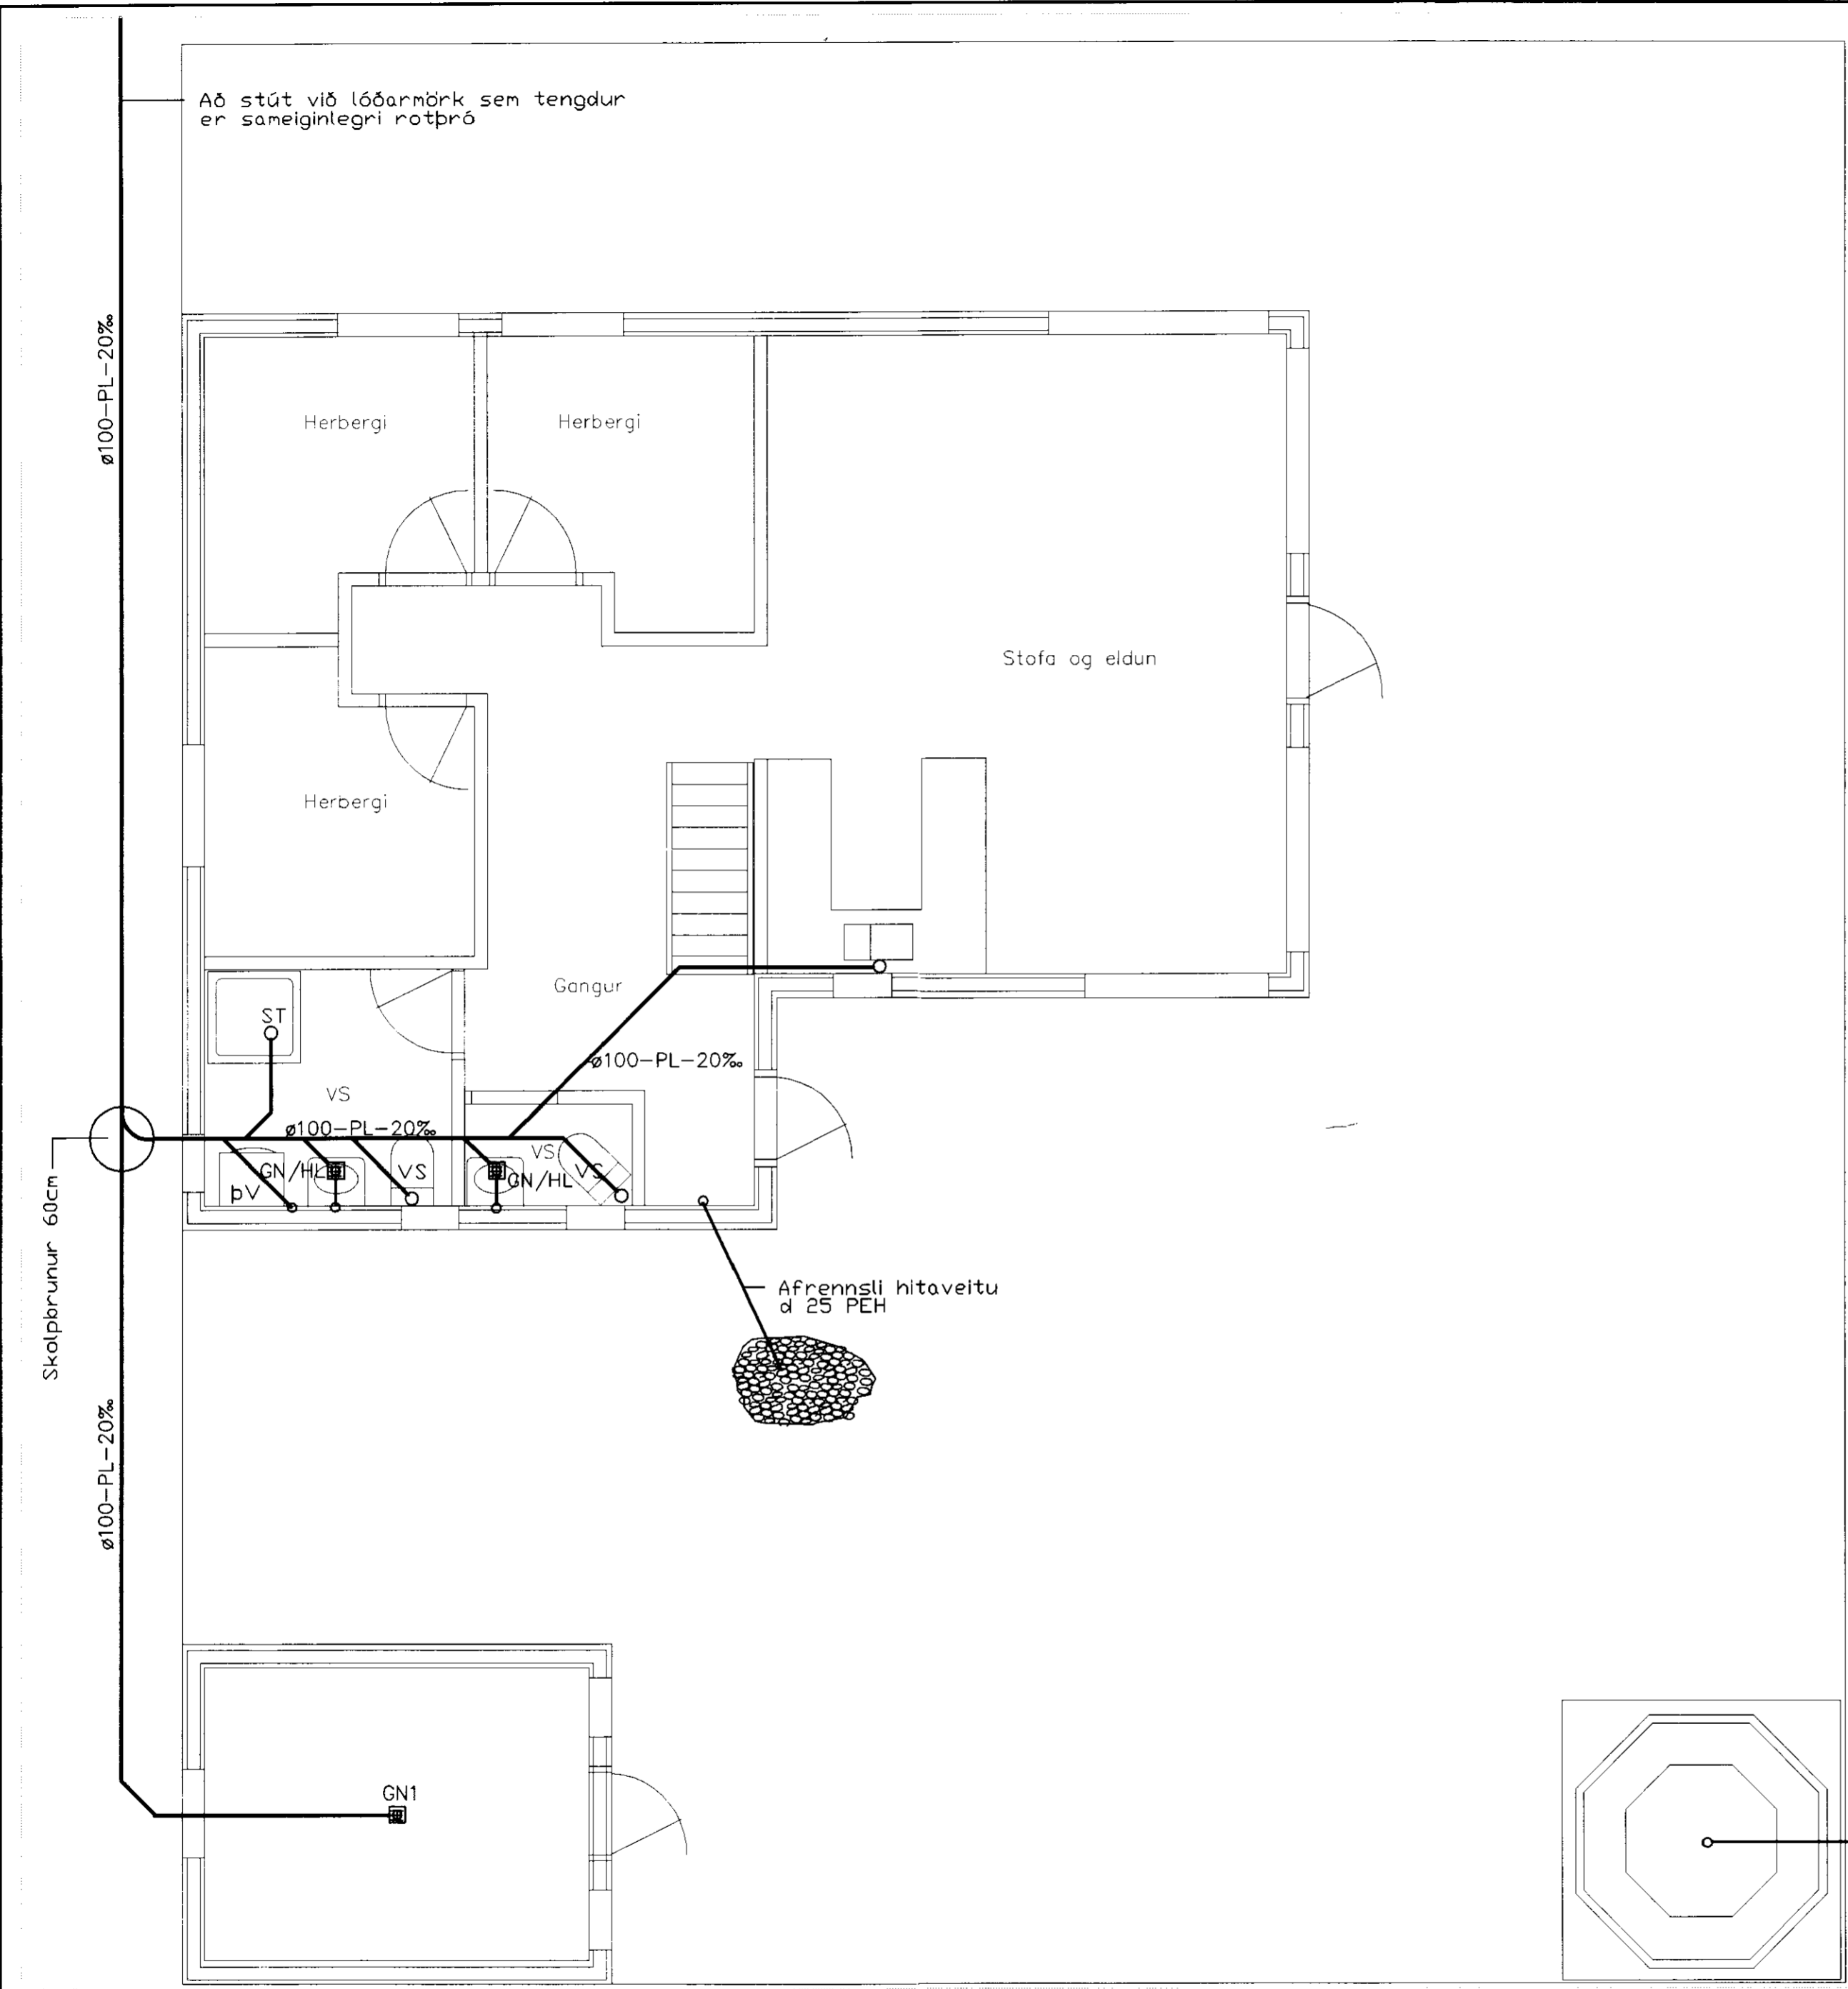 Að stút við lóðarmörk sem tengdur
er sameiginlegri rotþró
ø100-PL-20‰
Herbergi
Herbergi
Stofa og eldun
Herbergi
Gangur
ST
ø100-PL-20‰
VS
ø100-PL-20‰
VS
GN/HL
VS
GN/HL
VS
þV
Skolpbrunur 60cm
Afrennsli hitaveitu
d 25 PEH
ø100-PL-20‰
GN1